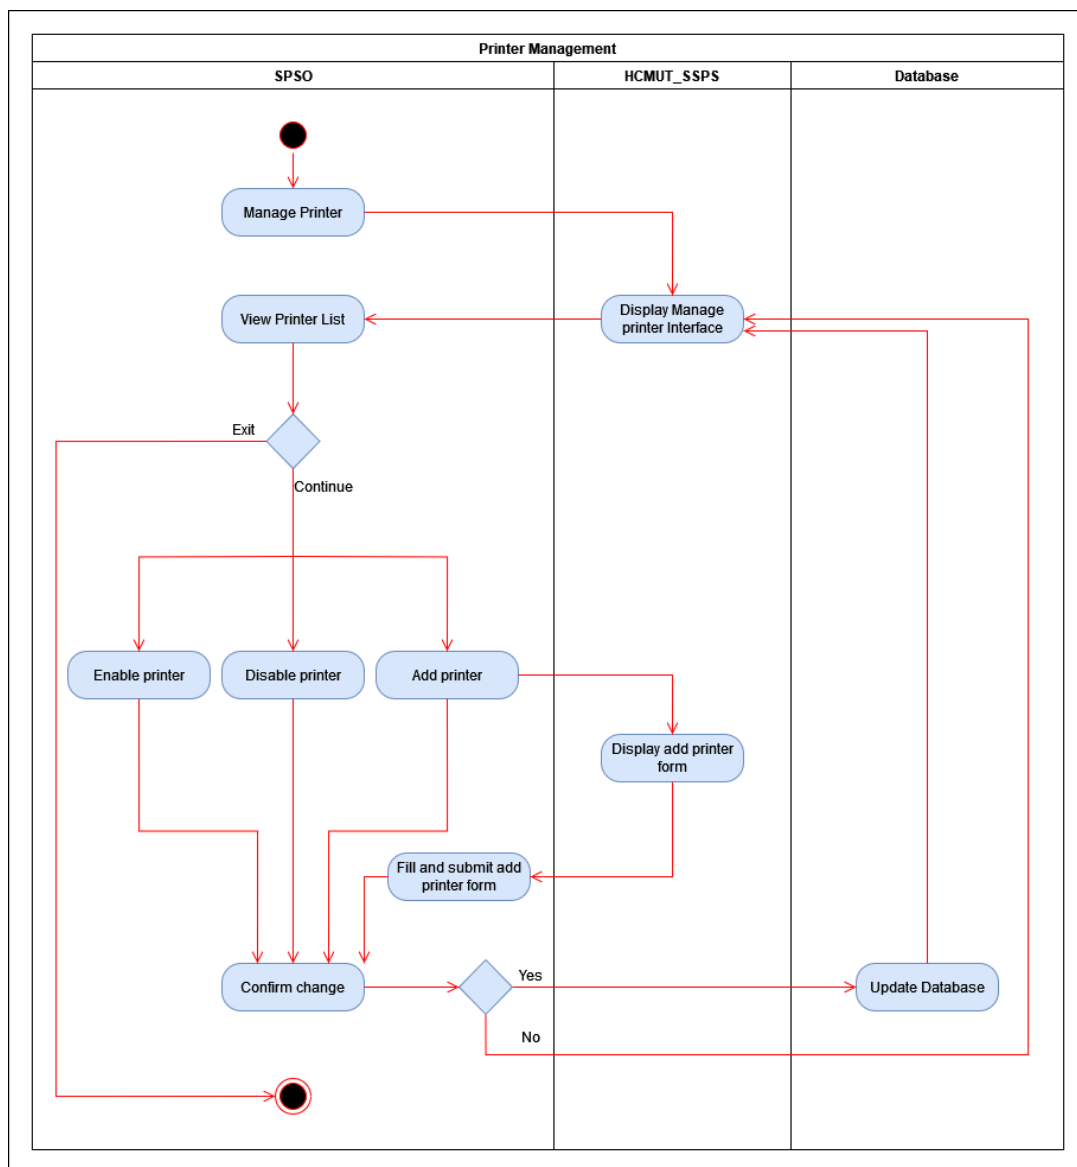 Printer Management
SPSO
HCMUT_SSPS
Database
Manage Printer
View Printer List
Display Manage
printer Interface
Exit
Continue
Enable printer
Disable printer
Add printer
Display add printer
form
Fill and submit add
printer form
Confirm change
Yes
Update Database
No